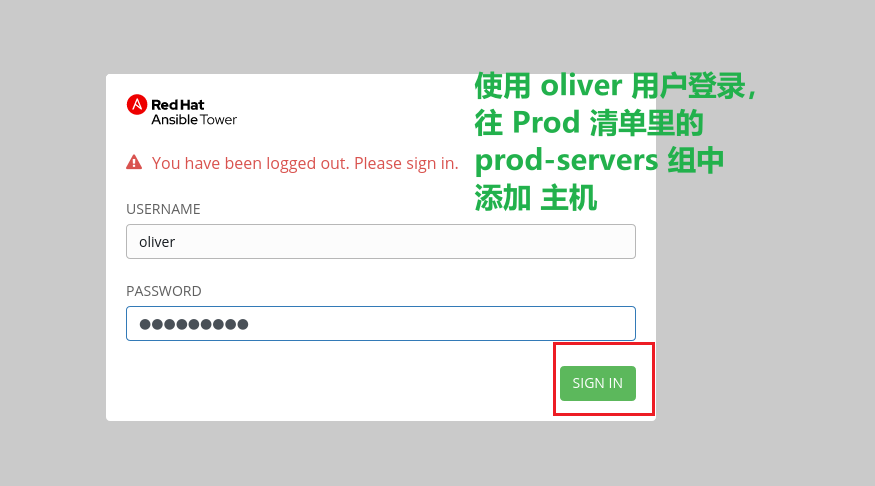 Red Hat
Ansible Tower
使用 oliver 用户登录，
往 Prod 清单里的
prod-servers 组中
添加 主机
You have been logged out. Please sign in.
USERNAME
oliver
PASSWORD
●●●●●●●●●
SIGN IN